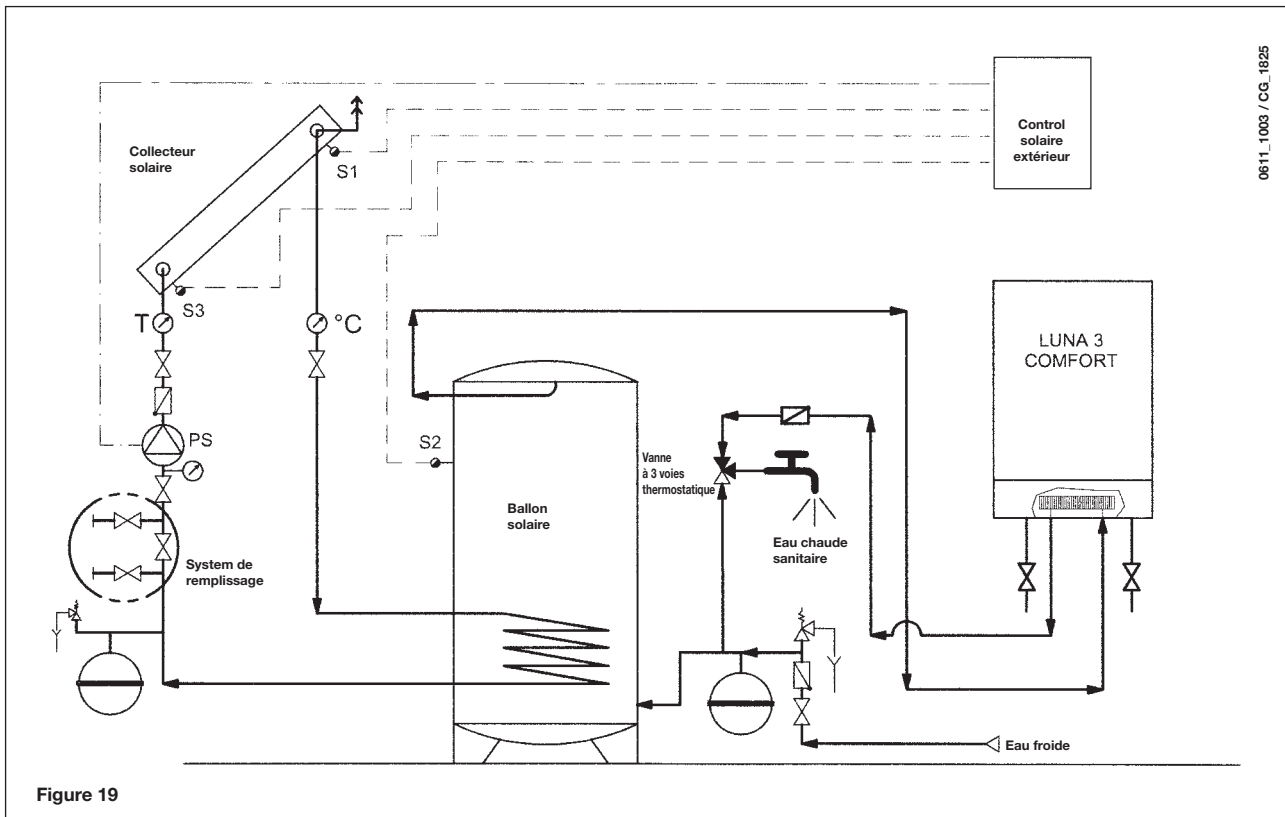 0611_1003 / CG_1825
Collecteur
solaire
S1
Control
solaire
extérieur
S3
T
°C
LUNA 3
COMFORT
PS
S2
Vanne
à 3 voies
thermostatique
Ballon
solaire
Eau chaude
sanitaire
System de
remplissage
Eau froide
Figure 19